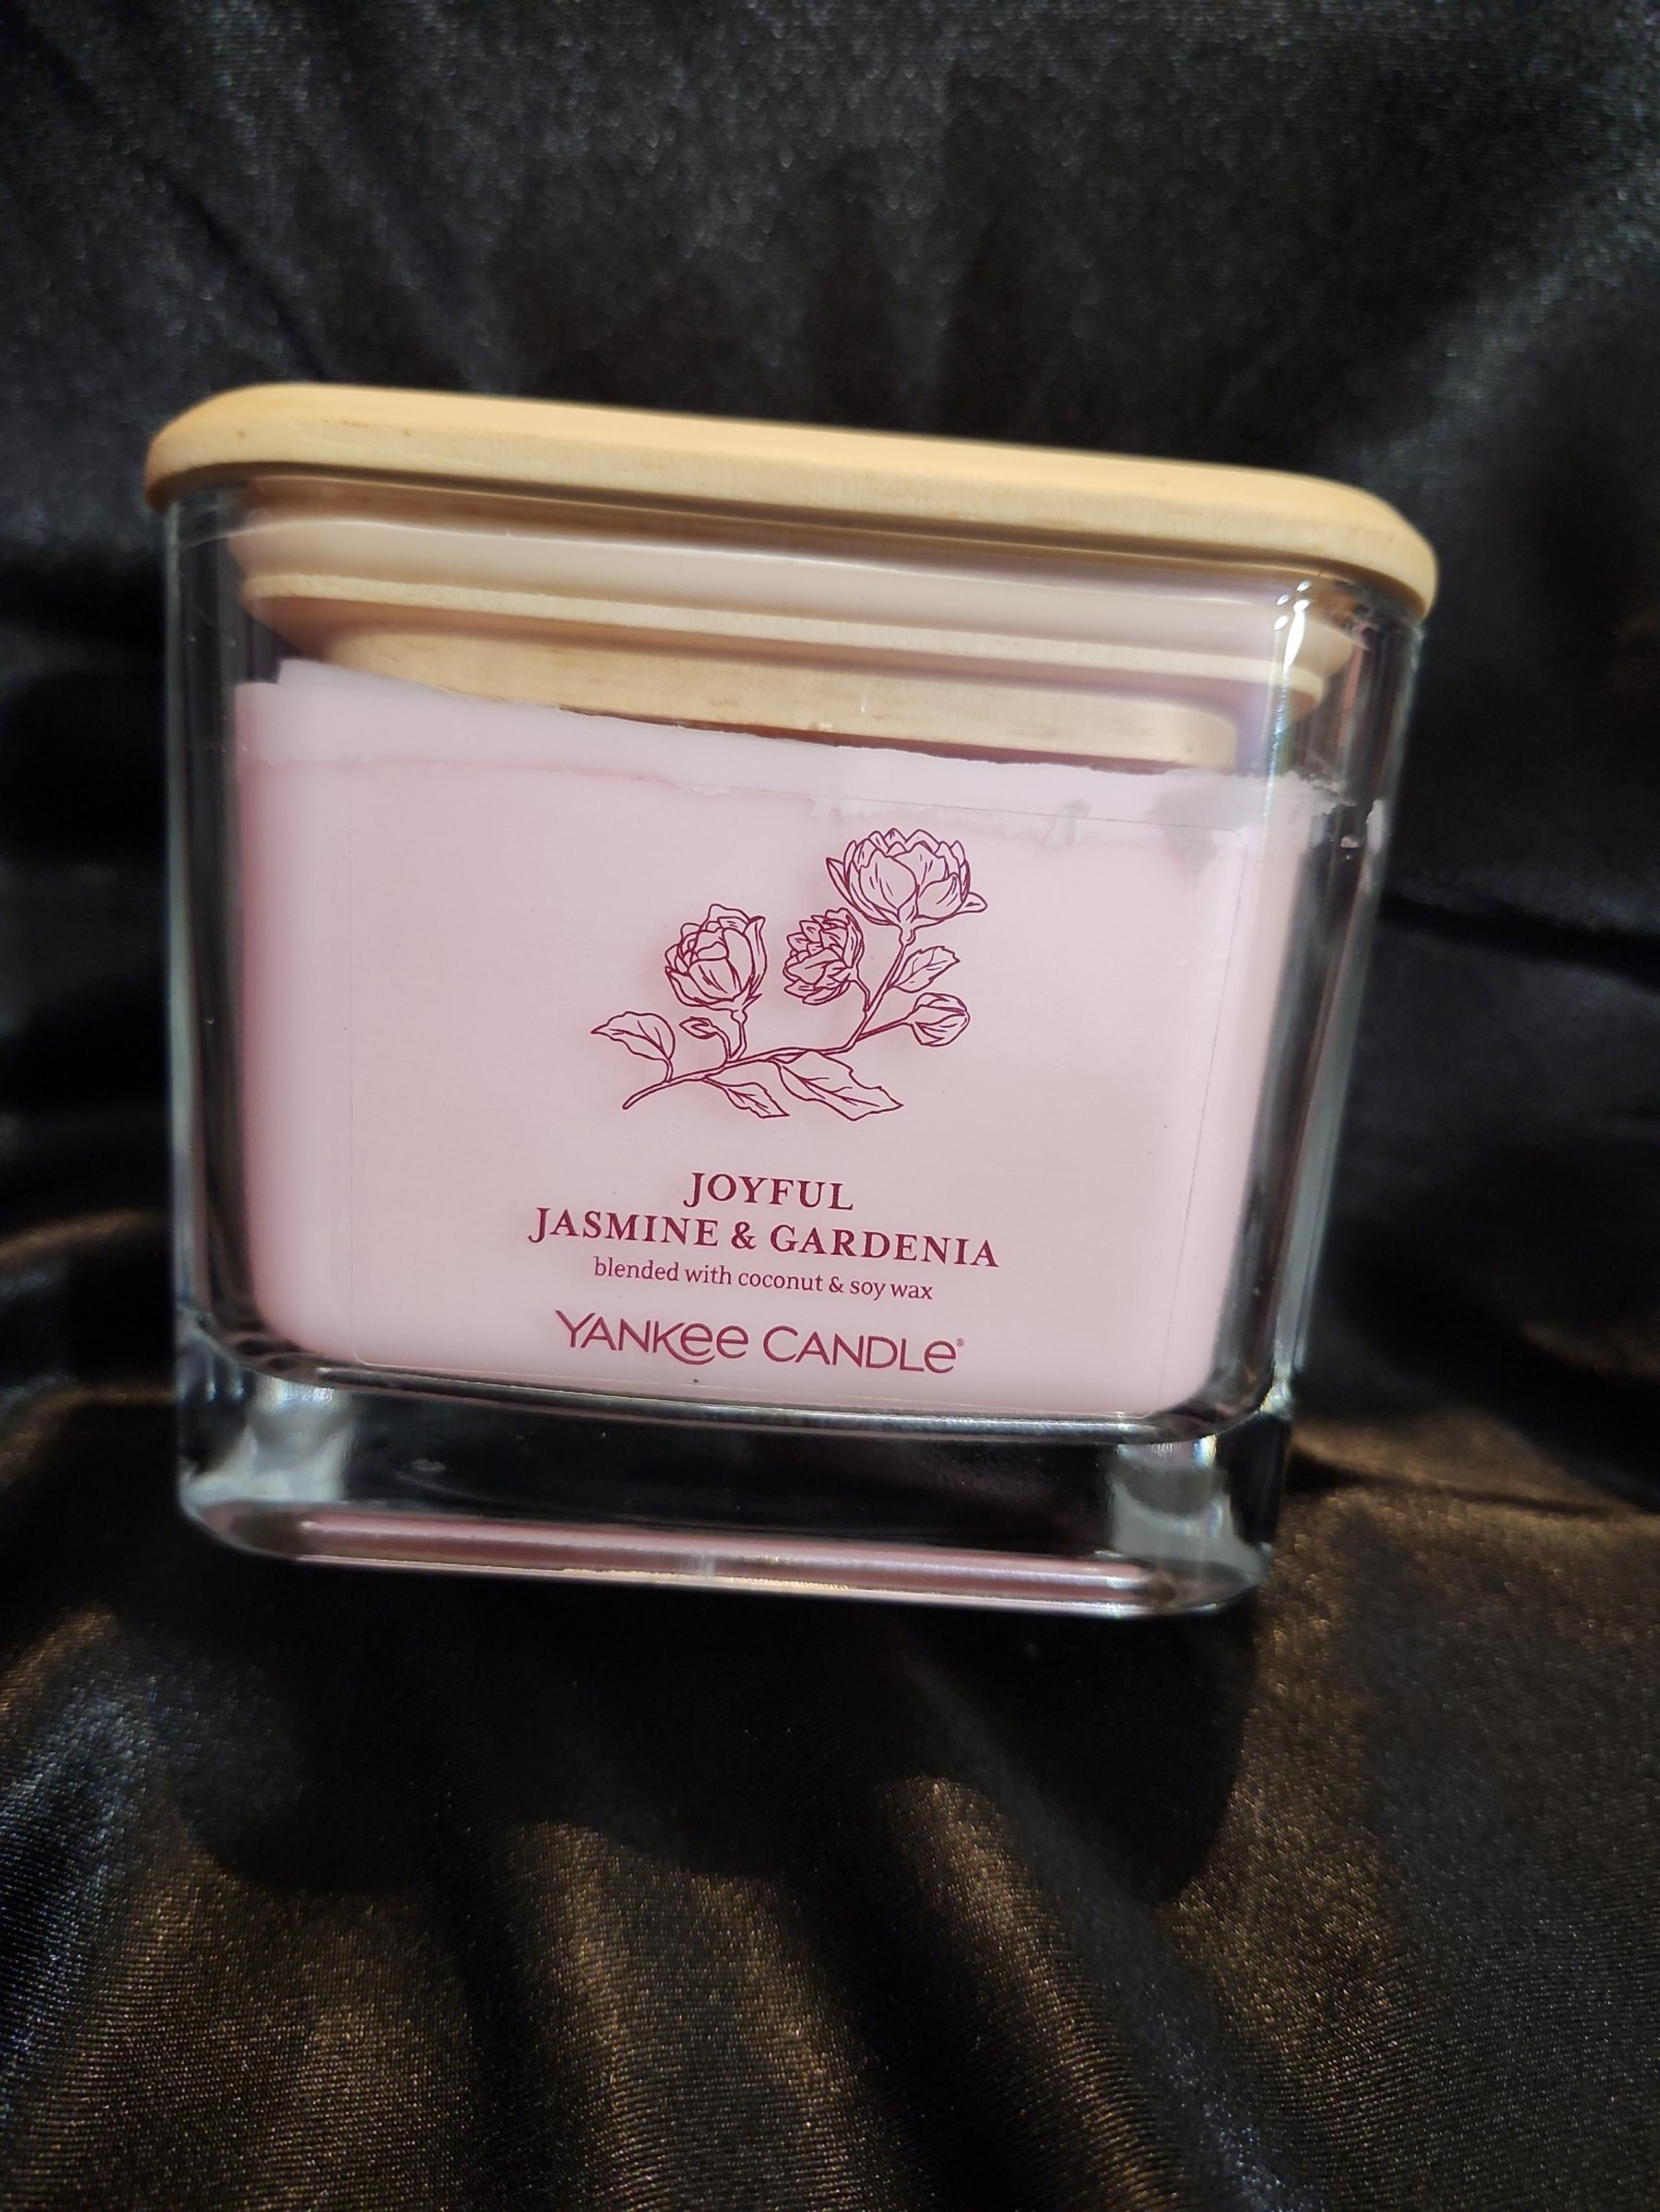 JOYFUL
JASMINE & GARDENIA
blended with coconut & soy wax
YANKee CANDLe®